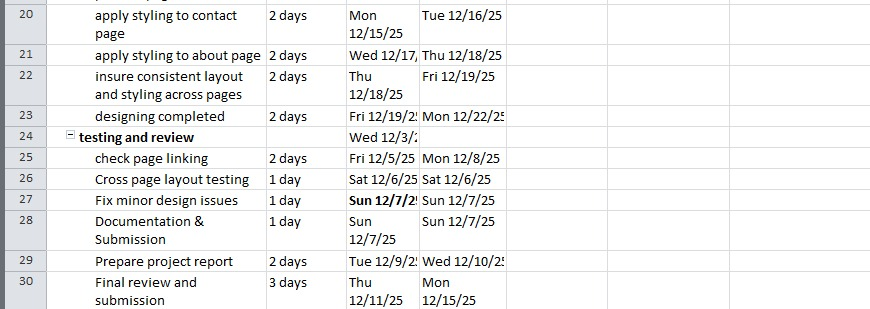 20 apply styling to contact 2 days Mon Tue 12/16/25
page 12/15/25
21 apply styling to about page 2 days Wed 12/17, Thu 12/18/25
22 insure consistent layout 2 days Thu Fri 12/19/25
and styling across pages 12/18/25
23 designing completed 2 days Fri 12/19/2 Mon 12/22/25
24 testing and review Wed 12/3/
25 check page linking 2 days Fri 12/5/25 Mon 12/8/25
26 Cross page layout testing 1 day Sat 12/6/25 Sat 12/6/25
27 Fix minor design issues 1 day Sun 12/7/2 Sun 12/7/25
28 Documentation & 1 day Sun Sun 12/7/25
Submission 12/7/25
29 Prepare project report 2 days Tue 12/9/2 Wed 12/10/25
30 Final review and 3 days Thu Mon
submission 12/11/25 12/15/25